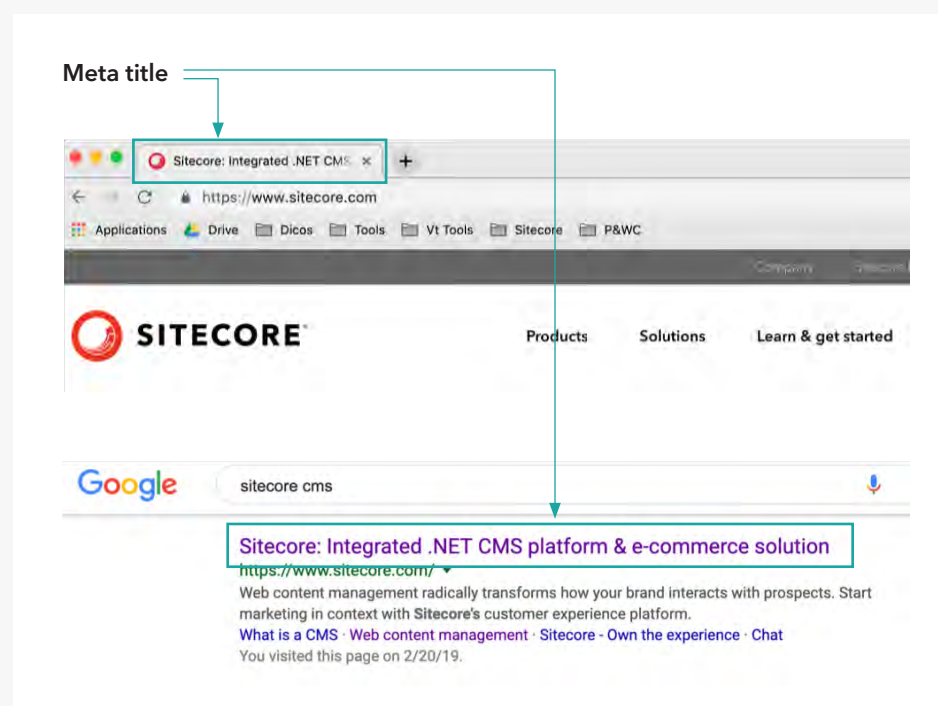 Meta title
Sitecore: Integrated .NET CMS
https://www.sitecore.com
Applications Drive Dicos Tools Vt Tools Sitecore P&WC
Company
SITECORE
Products Solutions Learn & get started
Google sitecore cms
Sitecore: Integrated .NET CMS platform & e-commerce solution
https://www.sitecore.com/
Web content management radically transforms how your brand interacts with prospects. Start
marketing in context with Sitecore's customer experience platform.
What is a CMS · Web content management · Sitecore - Own the experience · Chat
You visited this page on 2/20/19.